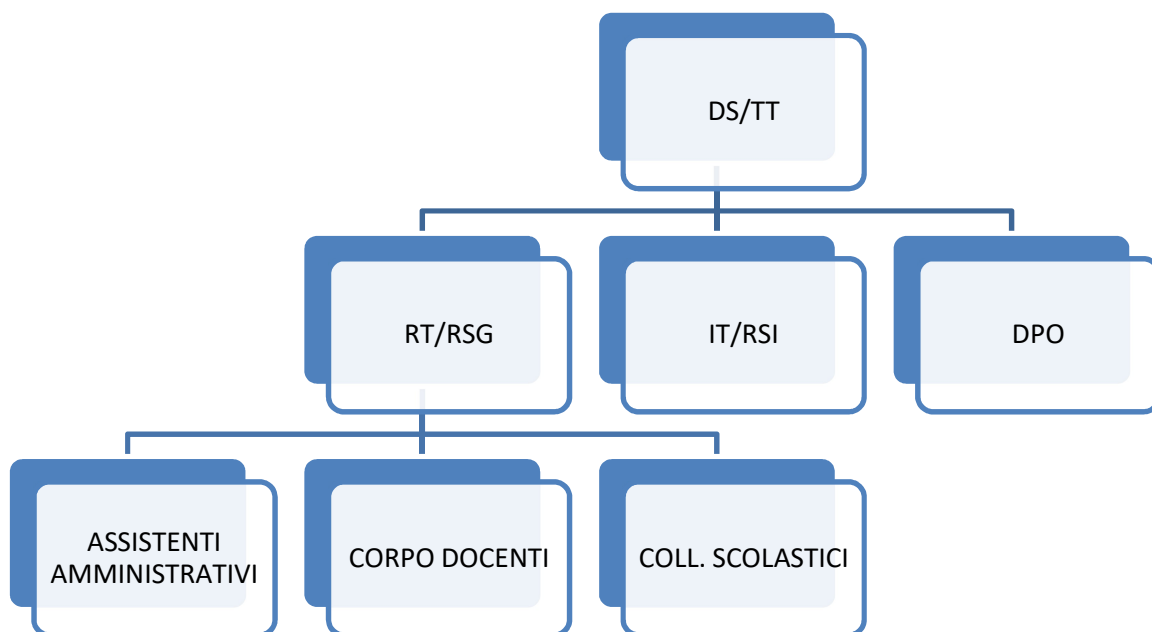 DS/TT
RT/RSG
IT/RSI
DPO
ASSISTENTI
AMMINISTRATIVI
CORPO DOCENTI
COLL. SCOLASTICI